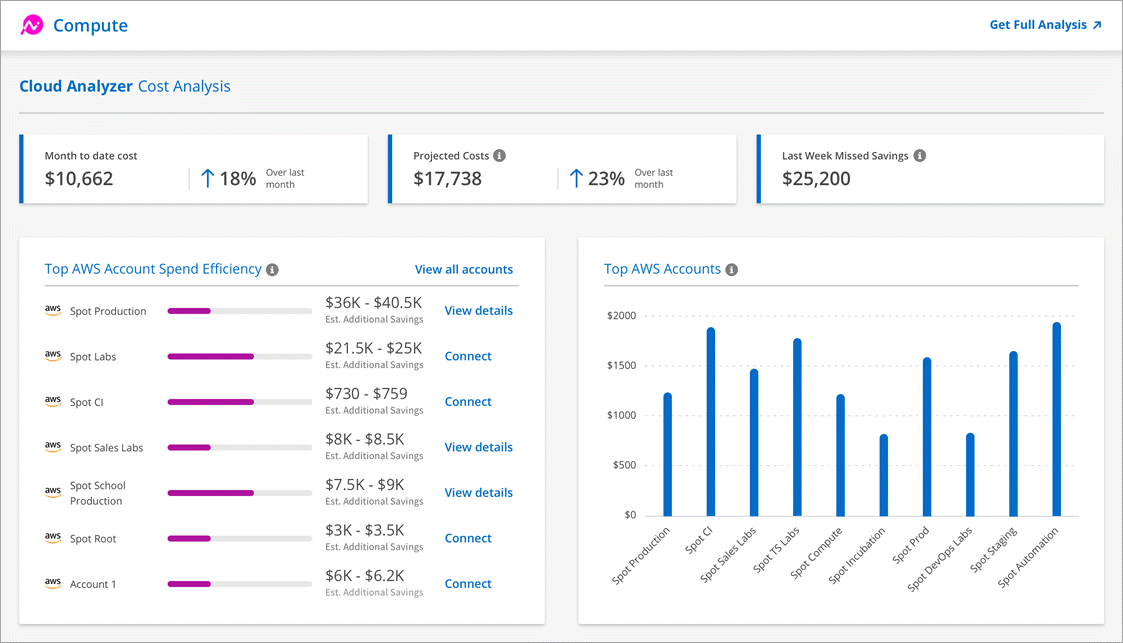 Compute
Get Full Analysis
Cloud Analyzer Cost Analysis
Month to date cost
$10,662
18%
Over last
month
Projected Costs
$17,738
23%
Over last
month
Last Week Missed Savings
$25,200
Top AWS Account Spend Efficiency
View all accounts
aws
Spot Production
$36K - $40.5K
Est. Additional Savings
View details
aws
Spot Labs
$21.5K - $25K
Est. Additional Savings
Connect
aws
Spot CI
$730 - $759
Est. Additional Savings
Connect
aws
Spot Sales Labs
$8K - $8.5K
Est. Additional Savings
View details
aws
Spot School
Production
$7.5K - $9K
Est. Additional Savings
View details
aws
Spot Root
$3K - $3.5K
Est. Additional Savings
Connect
aws
Account 1
$6K - $6.2K
Est. Additional Savings
Connect
Top AWS Accounts
$2000
$1500
$1000
$500
$0
Spot Production
Spot CI
Spot Sales Labs
Spot TS Labs
Spot Compute
Spot Incubation
Spot Prod
Spot DevOps Labs
Spot Staging
Spot Automation